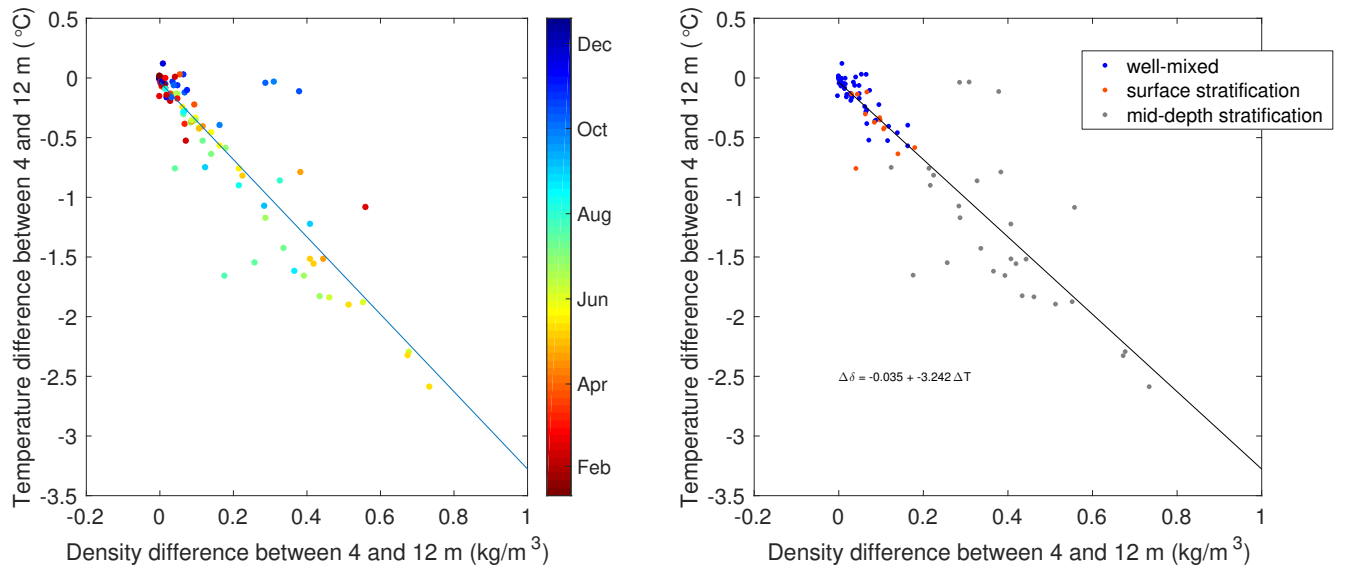 Temperature difference between 4 and 12 m (°C)
0.5
0
-0.5
-1
-1.5
-2
-2.5
-3
-3.5
-0.2 0 0.2 0.4 0.6 0.8 1
Density difference between 4 and 12 m (kg/m³)
Dec
Oct
Aug
Jun
Apr
Feb
Temperature difference between 4 and 12 m (°C)
0.5
0
-0.5
-1
-1.5
-2
-2.5
-3
-3.5
-0.2 0 0.2 0.4 0.6 0.8 1
Density difference between 4 and 12 m (kg/m³)
well-mixed
surface stratification
mid-depth stratification
Δδ = -0.035 + -3.242 ΔT